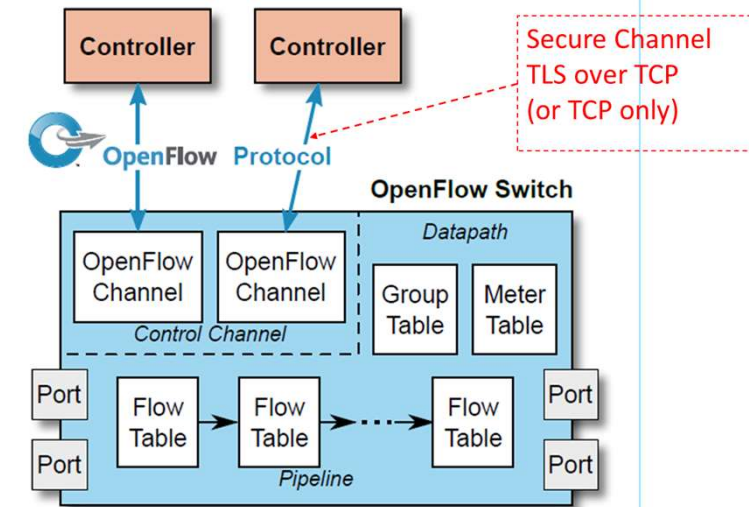 Controller
Controller
Secure Channel
TLS over TCP
(or TCP only)
OpenFlow Protocol
OpenFlow Switch
OpenFlow
Channel
OpenFlow
Channel
Control Channel
Datapath
Group
Table
Meter
Table
Port
Port
Flow
Table
Flow
Table
Flow
Table
Pipeline
Port
Port